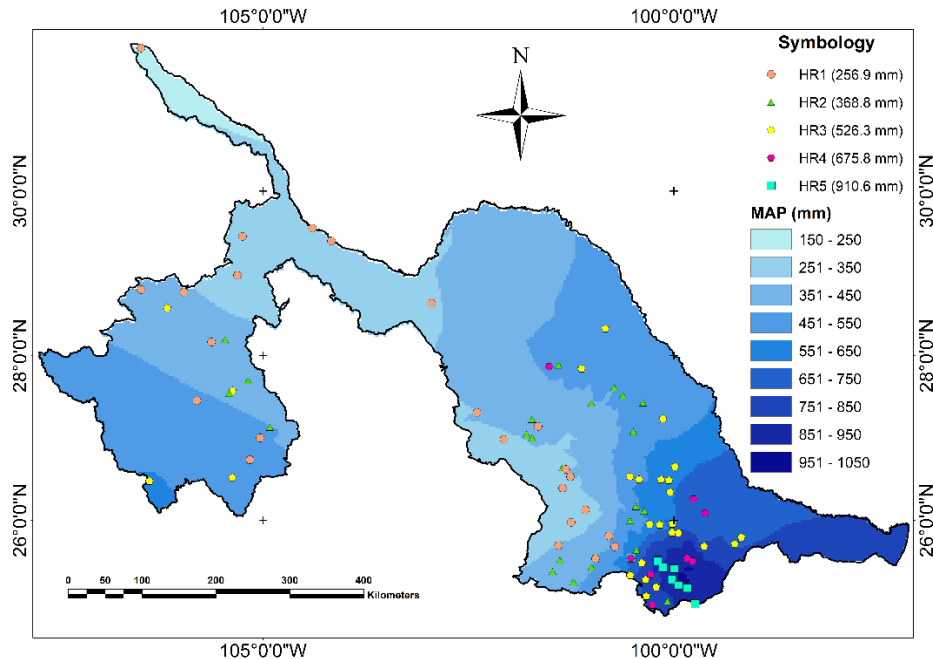 105°0'0"W 100°0'0"W
N
Symbology
HR1 (256.9 mm)
HR2 (368.8 mm)
HR3 (526.3 mm)
HR4 (675.8 mm)
HR5 (910.6 mm)
MAP (mm)
150 - 250
251 - 350
351 - 450
451 - 550
551 - 650
651 - 750
751 - 850
851 - 950
951 - 1050
30°0'0"N 30°0'0"N
28°0'0"N 28°0'0"N
26°0'0"N 26°0'0"N
0 50 100 200 300 400
Kilometers
105°0'0"W 100°0'0"W